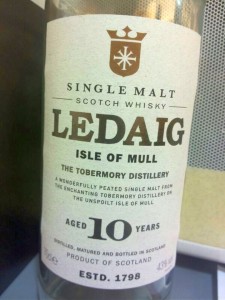 SINGLE MALT
SCOTCH WHISKY
LEDAIG
ISLE OF MULL
THE TOBERMORY DISTILLERY
A WONDERFULLY PEATED SINGLE MALT FROM
THE ENCHANTING TOBERMORY DISTILLERY ON
THE UNSPOILT ISLE OF MULL.
AGED 10 YEARS
DISTILLED, MATURED AND BOTTLED IN SCOTLAND
PRODUCT OF SCOTLAND
ESTD. 1798